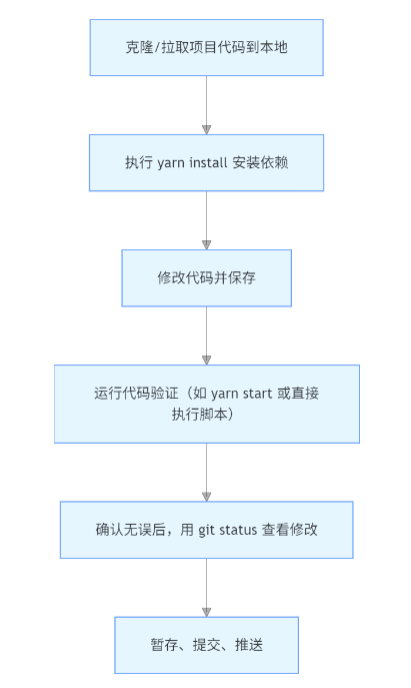 克隆/拉取项目代码到本地
执行 yarn install 安装依赖
修改代码并保存
运行代码验证（如 yarn start 或直接
执行脚本）
确认无误后，用 git status 查看修改
暂存、提交、推送